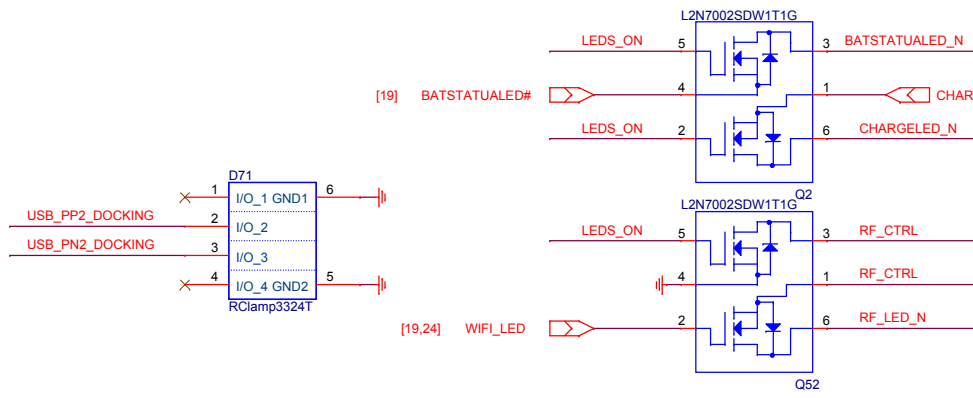 L2N7002SDW1T1G
LEDS_ON 5 3 BATSTATUALED_N
[19] BATSTATUALED# 4 1 CHAR
LEDS_ON 2 6 CHARGELED_N
Q2
D71
1 I/O_1 GND1 6
USB_PP2_DOCKING 2 I/O_2
USB_PN2_DOCKING 3 I/O_3
4 I/O_4 GND2 5
RClamp3324T
L2N7002SDW1T1G
LEDS_ON 5 3 RF_CTRL
4 1 RF_CTRL
[19,24] WIFI_LED 2 6 RF_LED_N
Q52